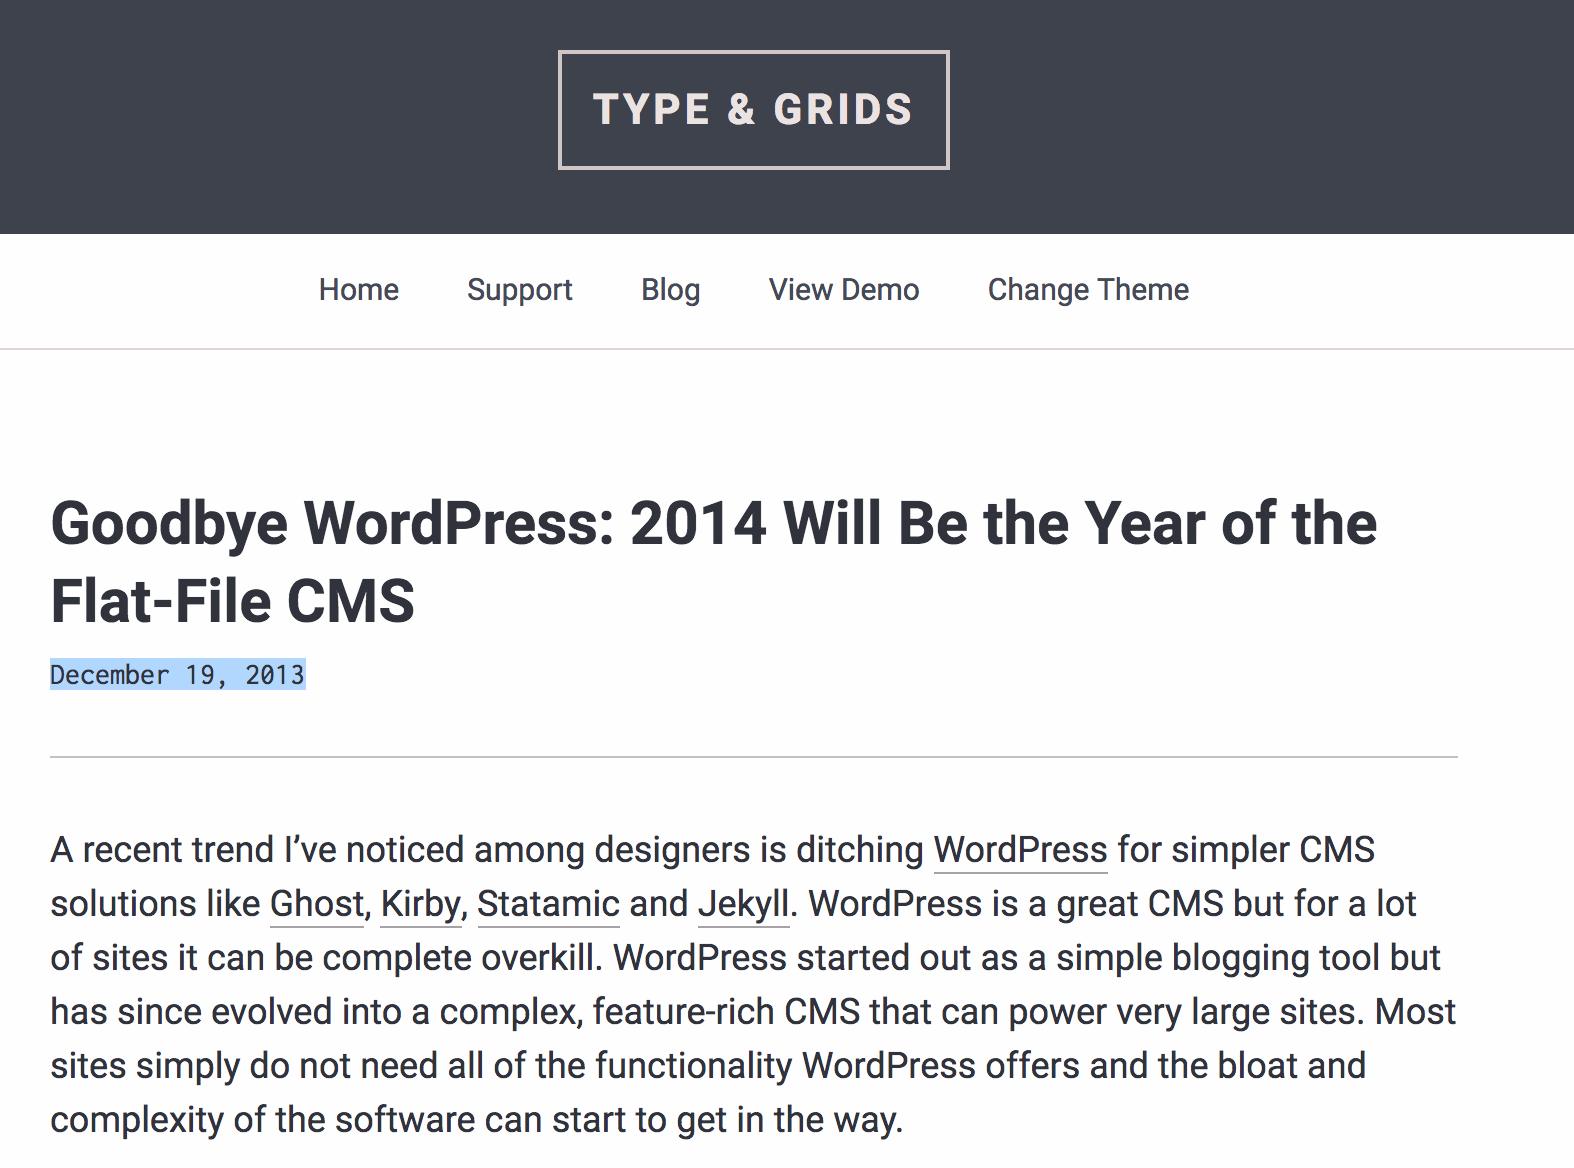 TYPE & GRIDS
Home Support Blog View Demo Change Theme
Goodbye WordPress: 2014 Will Be the Year of the
Flat-File CMS
December 19, 2013
A recent trend I’ve noticed among designers is ditching WordPress for simpler CMS
solutions like Ghost, Kirby, Statamic and Jekyll. WordPress is a great CMS but for a lot
of sites it can be complete overkill. WordPress started out as a simple blogging tool but
has since evolved into a complex, feature-rich CMS that can power very large sites. Most
sites simply do not need all of the functionality WordPress offers and the bloat and
complexity of the software can start to get in the way.